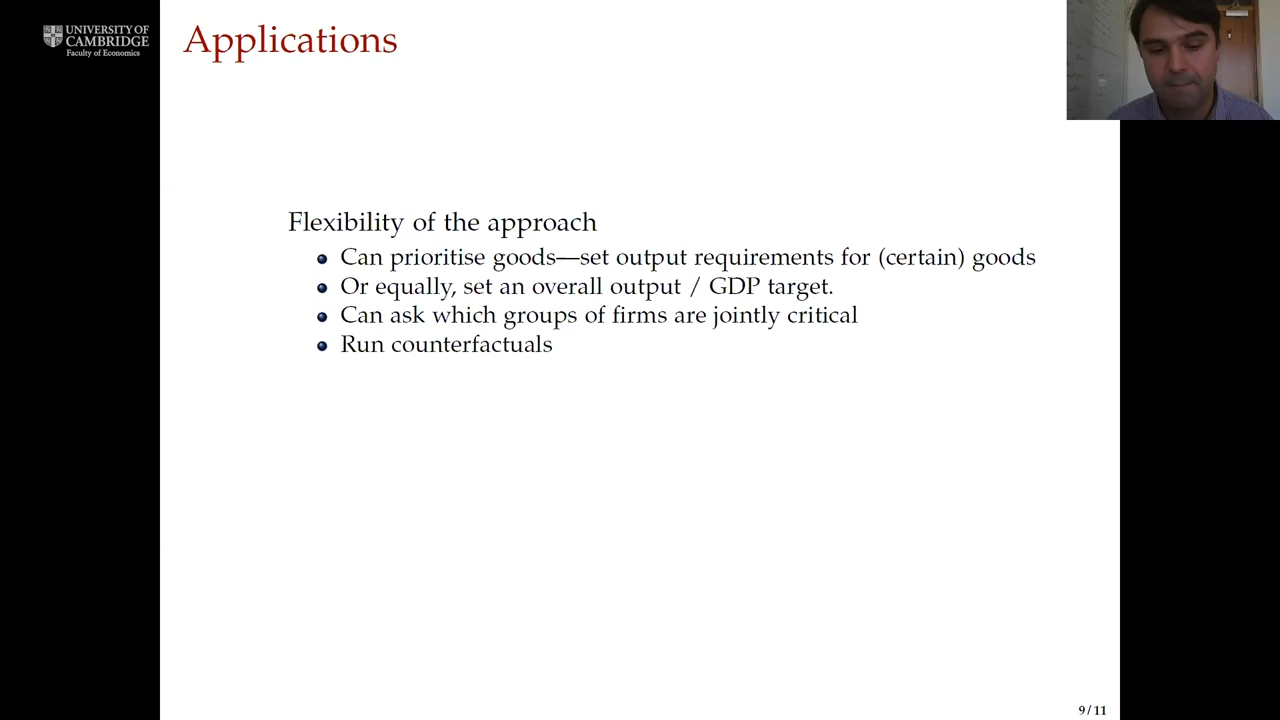 UNIVERSITY OF
CAMBRIDGE
Faculty of Economics
Applications
Flexibility of the approach
Can prioritise goods—set output requirements for (certain) goods
Or equally, set an overall output / GDP target.
Can ask which groups of firms are jointly critical
Run counterfactuals
9/11